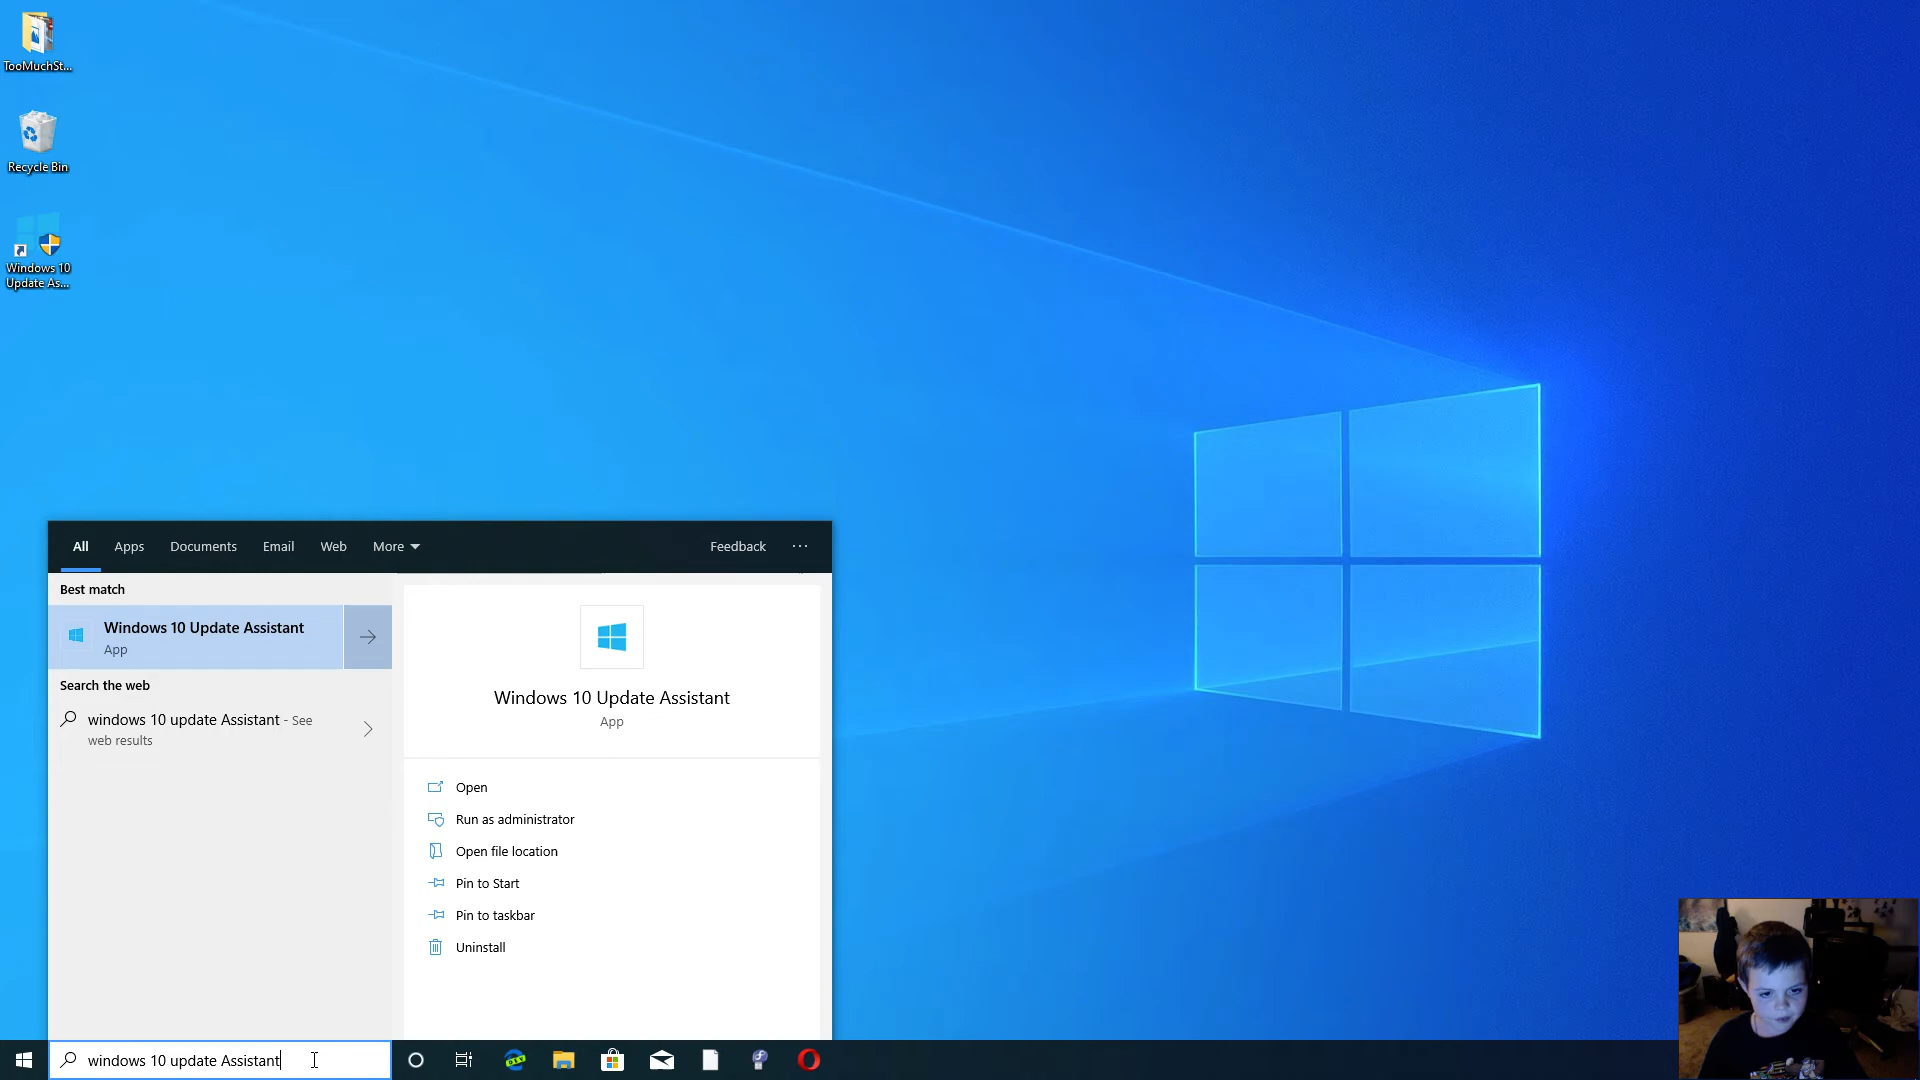 TooMuchSt...
Recycle Bin
Windows 10
Update As...
All Apps Documents Email Web More Feedback ...
Best match
Windows 10 Update Assistant
App
Search the web
windows 10 update Assistant - See
web results
Windows 10 Update Assistant
App
Open
Run as administrator
Open file location
Pin to Start
Pin to taskbar
Uninstall
windows 10 update Assistant
DEV